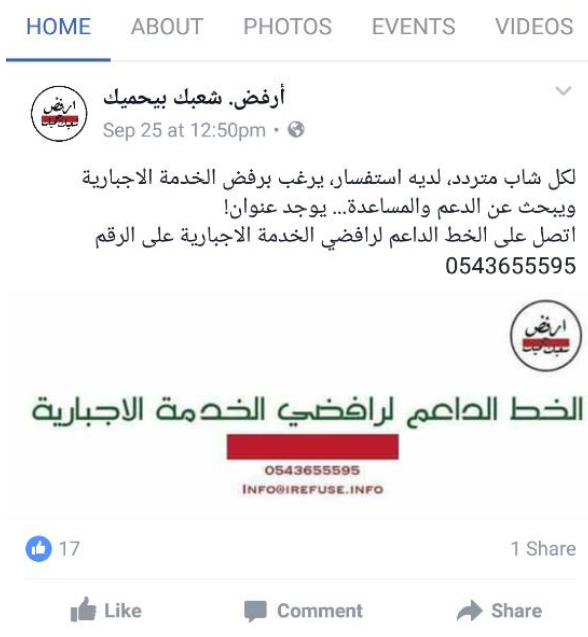 HOME ABOUT PHOTOS EVENTS VIDEOS
أرفض. شعبك بيحميك
Sep 25 at 12:50pm •
لكل شاب متردد، لديه استفسار، يرغب برفض الخدمة الاجبارية
ويبحث عن الدعم والمساعدة... يوجد عنوان!
اتصل على الخط الداعم لرافضي الخدمة الاجبارية على الرقم
0543655595
ارفض
الخط الداعم لرافضي الخدمة الاجبارية
0543655595
INFO@IREFUSE.INFO
17 1 Share
Like Comment Share